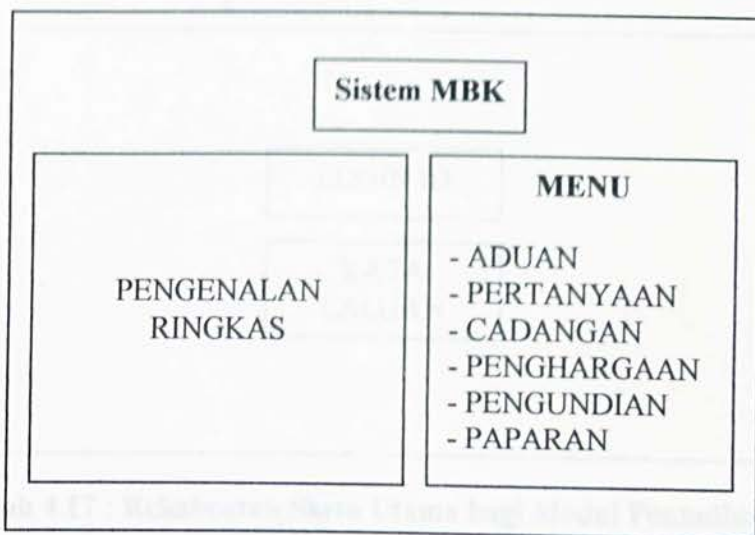 Sistem MBK
PENGENALAN
RINGKAS
MENU
- ADUAN
- PERTANYAAN
- CADANGAN
- PENGHARGAAN
- PENGUNDIAN
- PAPARAN